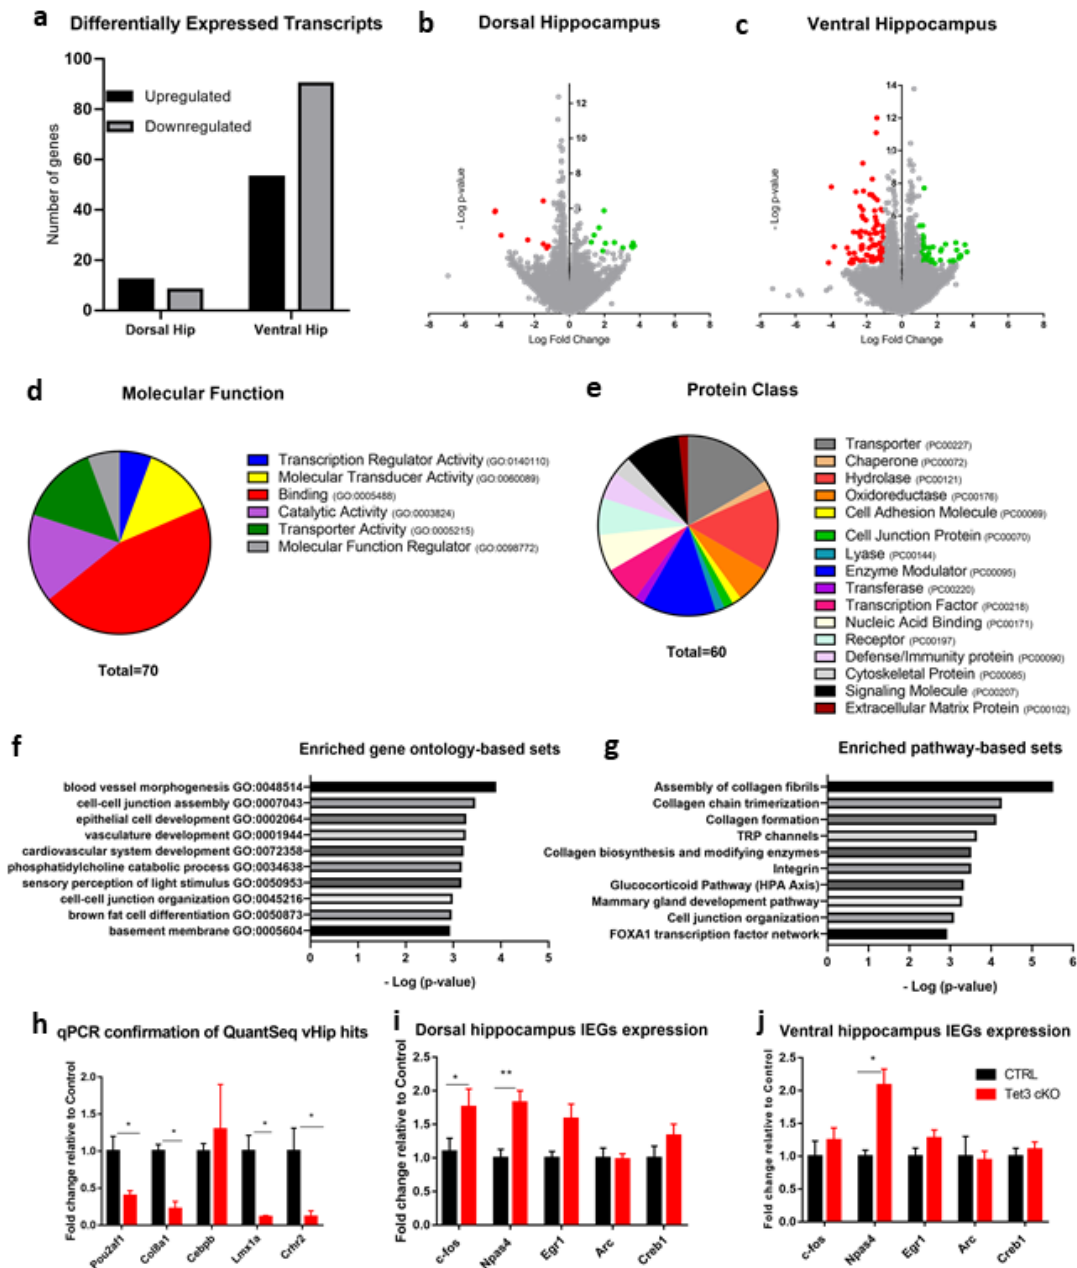 a Differentially Expressed Transcripts
Number of genes
100
80
60
40
20
0
Upregulated
Downregulated
Dorsal Hip
Ventral Hip
b Dorsal Hippocampus
- Log p-value
12
10
8
-8 -6 -4 -2 0 2 4 6 8
Log Fold Change
c Ventral Hippocampus
- Log p-value
14
12
10
8
-8 -6 -4 -2 0 2 4 6 8
Log Fold Change
d Molecular Function
Total=70
Transcription Regulator Activity (GO:0140110)
Molecular Transducer Activity (GO:0060089)
Binding (GO:0005488)
Catalytic Activity (GO:0003824)
Transporter Activity (GO:0005215)
Molecular Function Regulator (GO:0098772)
e Protein Class
Total=60
Transporter (PC00227)
Chaperone (PC00072)
Hydrolase (PC00121)
Oxidoreductase (PC00176)
Cell Adhesion Molecule (PC00069)
Cell Junction Protein (PC00070)
Lyase (PC00144)
Enzyme Modulator (PC00095)
Transferase (PC00220)
Transcription Factor (PC00218)
Nucleic Acid Binding (PC00171)
Receptor (PC00197)
Defense/Immunity protein (PC00090)
Cytoskeletal Protein (PC00085)
Signaling Molecule (PC00207)
Extracellular Matrix Protein (PC00102)
f Enriched gene ontology-based sets
blood vessel morphogenesis GO:0048514
cell-cell junction assembly GO:0007043
epithelial cell development GO:0002064
vasculature development GO:0001944
cardiovascular system development GO:0072358
phosphatidylcholine catabolic process GO:0034638
sensory perception of light stimulus GO:0050953
cell-cell junction organization GO:0045216
brown fat cell differentiation GO:0050873
basement membrane GO:0005604
0 1 2 3 4 5
- Log (p-value)
g Enriched pathway-based sets
Assembly of collagen fibrils
Collagen chain trimerization
Collagen formation
TRP channels
Collagen biosynthesis and modifying enzymes
Integrin
Glucocorticoid Pathway (HPA Axis)
Mammary gland development pathway
Cell junction organization
FOXA1 transcription factor network
0 1 2 3 4 5 6
- Log (p-value)
h qPCR confirmation of QuantSeq vHip hits
Fold change relative to Control
2.0
1.5
1.0
0.5
0.0
* * * *
Pou2af1 Col8a1 Cebpb Lmx1a Crhr2
i Dorsal hippocampus IEGs expression
Fold change relative to Control
2.5
2.0
1.5
1.0
0.5
0.0
* **
c-fos Npas4 Egr1 Arc Creb1
j Ventral hippocampus IEGs expression
Fold change relative to Control
2.5
2.0
1.5
1.0
0.5
0.0
*
CTRL
Tet3 cKO
c-fos Npas4 Egr1 Arc Creb1